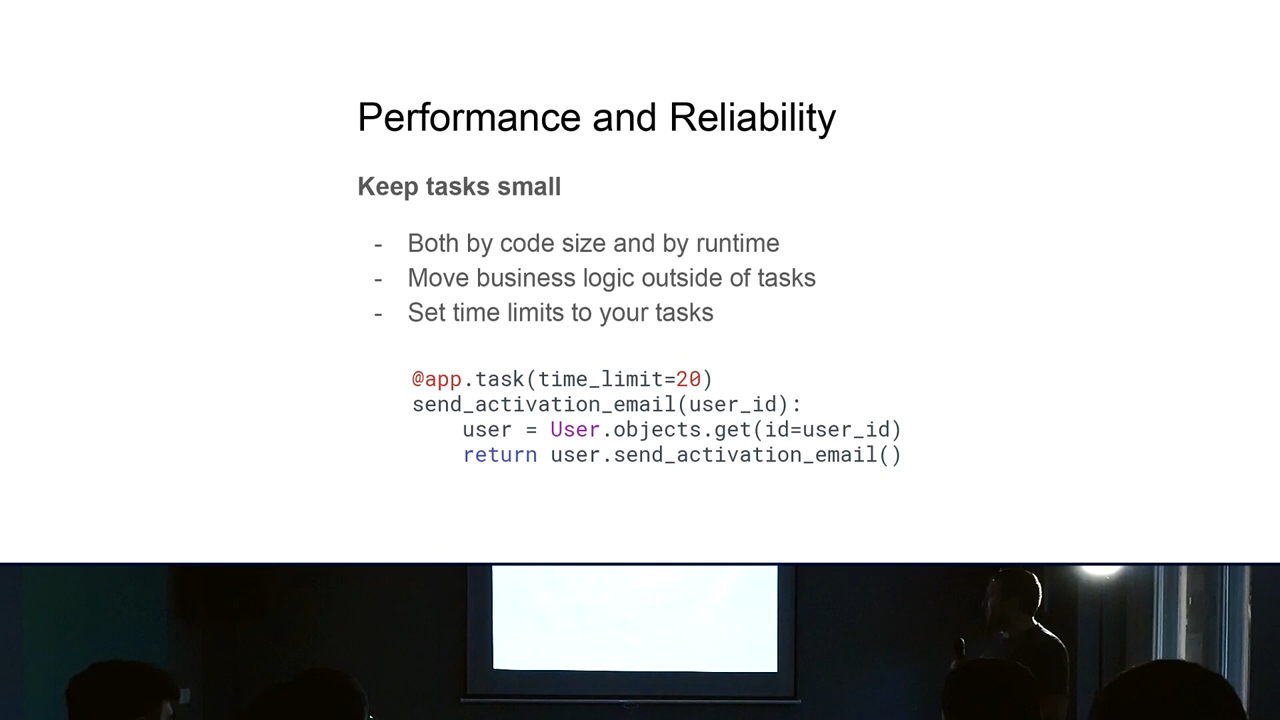 Performance and Reliability
Keep tasks small
- Both by code size and by runtime
- Move business logic outside of tasks
- Set time limits to your tasks
@app.task(time_limit=20)
send_activation_email(user_id):
    user = User.objects.get(id=user_id)
    return user.send_activation_email()